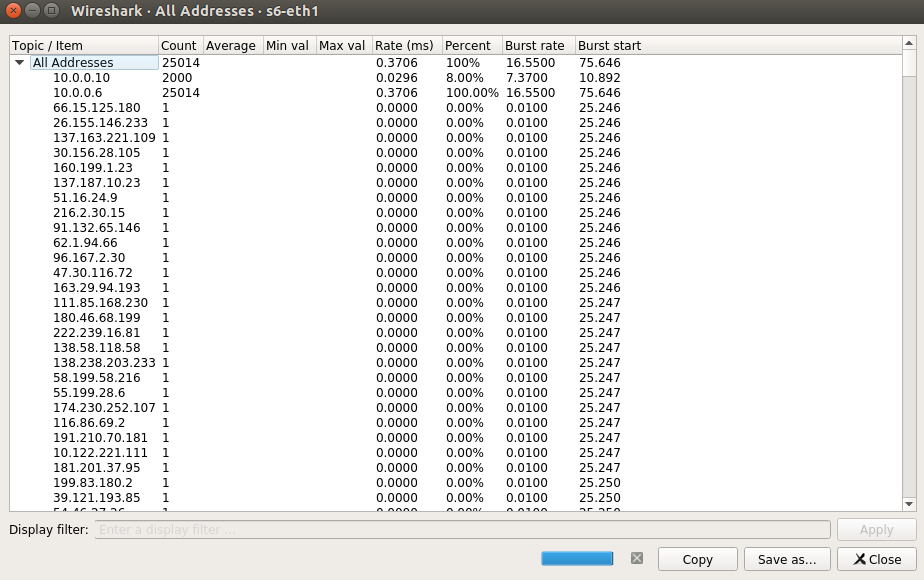 Wireshark · All Addresses · s6-eth1
Topic / Item Count Average Min val Max val Rate (ms) Percent Burst rate Burst start
All Addresses 25014 0.3706 100% 16.5500 75.646
10.0.0.10 2000 0.0296 8.00% 7.3700 10.892
10.0.0.6 25014 0.3706 100.00% 16.5500 75.646
66.15.125.180 1 0.0000 0.00% 0.0100 25.246
26.155.146.233 1 0.0000 0.00% 0.0100 25.246
137.163.221.109 1 0.0000 0.00% 0.0100 25.246
30.156.28.105 1 0.0000 0.00% 0.0100 25.246
160.199.1.23 1 0.0000 0.00% 0.0100 25.246
137.187.10.23 1 0.0000 0.00% 0.0100 25.246
51.16.24.9 1 0.0000 0.00% 0.0100 25.246
216.2.30.15 1 0.0000 0.00% 0.0100 25.246
91.132.65.146 1 0.0000 0.00% 0.0100 25.246
62.1.94.66 1 0.0000 0.00% 0.0100 25.246
96.167.2.30 1 0.0000 0.00% 0.0100 25.246
47.30.116.72 1 0.0000 0.00% 0.0100 25.246
163.29.94.193 1 0.0000 0.00% 0.0100 25.246
111.85.168.230 1 0.0000 0.00% 0.0100 25.247
180.46.68.199 1 0.0000 0.00% 0.0100 25.247
222.239.16.81 1 0.0000 0.00% 0.0100 25.247
138.58.118.58 1 0.0000 0.00% 0.0100 25.247
138.238.203.233 1 0.0000 0.00% 0.0100 25.247
58.199.58.216 1 0.0000 0.00% 0.0100 25.247
55.199.28.6 1 0.0000 0.00% 0.0100 25.247
174.230.252.107 1 0.0000 0.00% 0.0100 25.247
116.86.69.2 1 0.0000 0.00% 0.0100 25.247
191.210.70.181 1 0.0000 0.00% 0.0100 25.247
10.122.221.111 1 0.0000 0.00% 0.0100 25.247
181.201.37.95 1 0.0000 0.00% 0.0100 25.247
199.83.180.2 1 0.0000 0.00% 0.0100 25.250
39.121.193.85 1 0.0000 0.00% 0.0100 25.250
Display filter: Enter a display filter ... Apply
Copy Save as... Close